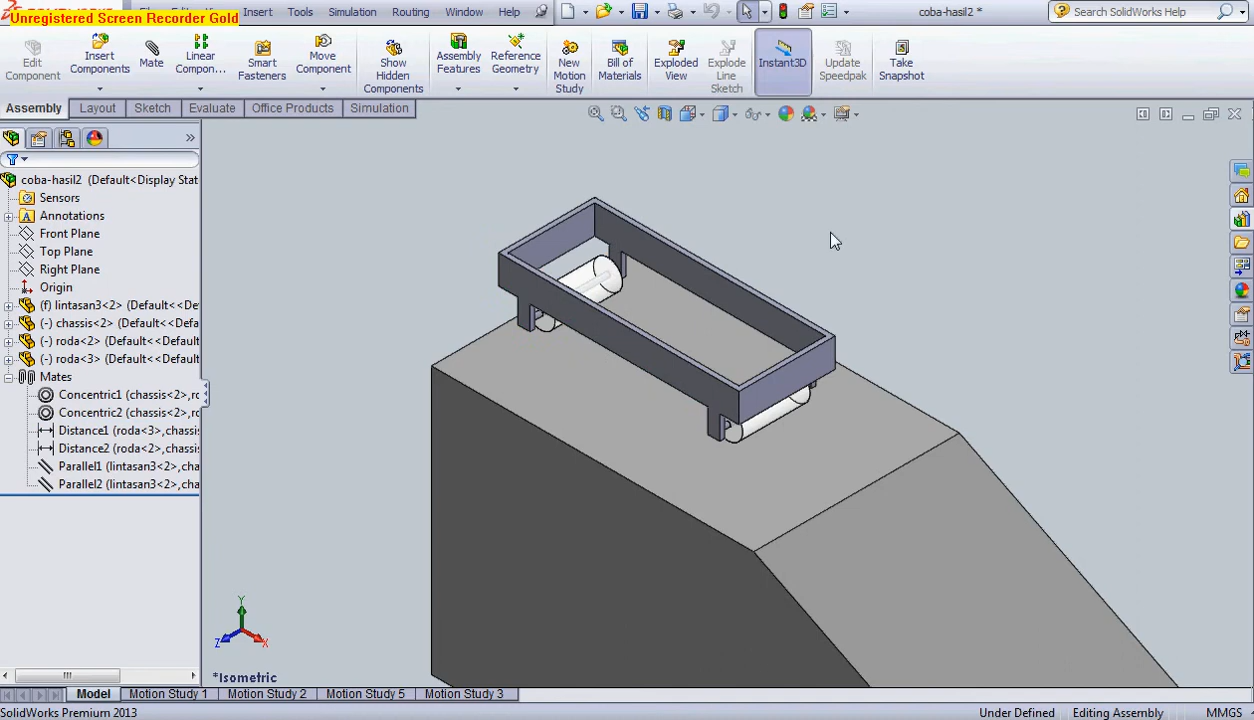 Unregistered Screen Recorder Gold
Insert Tools Simulation Routing Window Help
coba-hasil2 *
Search SolidWorks Help
Edit Component
Insert Components
Mate
Linear Compon...
Smart Fasteners
Move Component
Show Hidden Components
Assembly Features
Reference Geometry
New Motion Study
Bill of Materials
Exploded View
Explode Line Sketch
Instant3D
Update Speedpak
Take Snapshot
Assembly Layout Sketch Evaluate Office Products Simulation
coba-hasil2 (Default<Display Stat
Sensors
Annotations
Front Plane
Top Plane
Right Plane
Origin
(f) lintasan3<2> (Default<<De
(-) chassis<2> (Default<<Defa
(-) roda<2> (Default<<Default
(-) roda<3> (Default<<Default
Mates
Concentric1 (chassis<2>,ro
Concentric2 (chassis<2>,ro
Distance1 (roda<3>,chassis
Distance2 (roda<2>,chassis
Parallel1 (lintasan3<2>,cha
Parallel2 (lintasan3<2>,cha
Y
Z X
*Isometric
Model Motion Study 1 Motion Study 2 Motion Study 5 Motion Study 3
SolidWorks Premium 2013
Under Defined Editing Assembly MMGS